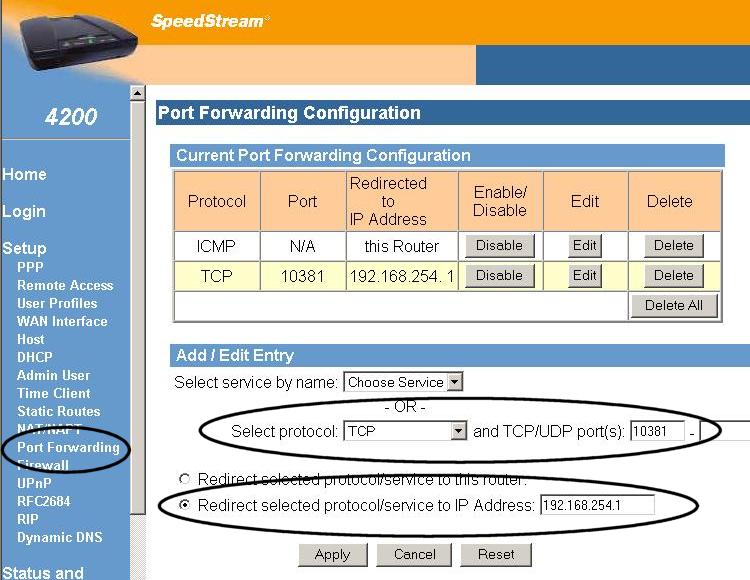 SpeedStream
4200
Home
Login
Setup
PPP
Remote Access
User Profiles
WAN Interface
Host
DHCP
Admin User
Time Client
Static Routes
NAT/NAPT
Port Forwarding
Firewall
UPnP
RFC2684
RIP
Dynamic DNS
Status and
Port Forwarding Configuration
Current Port Forwarding Configuration
Protocol Port Redirected to IP Address Enable/ Disable Edit Delete
ICMP N/A this Router Disable Edit Delete
TCP 10381 192.168.254. 1 Disable Edit Delete
Delete All
Add / Edit Entry
Select service by name: Choose Service
- OR -
Select protocol: TCP and TCP/UDP port(s): 10381 -
Redirect selected protocol/service to this router.
Redirect selected protocol/service to IP Address: 192.168.254.1
Apply Cancel Reset